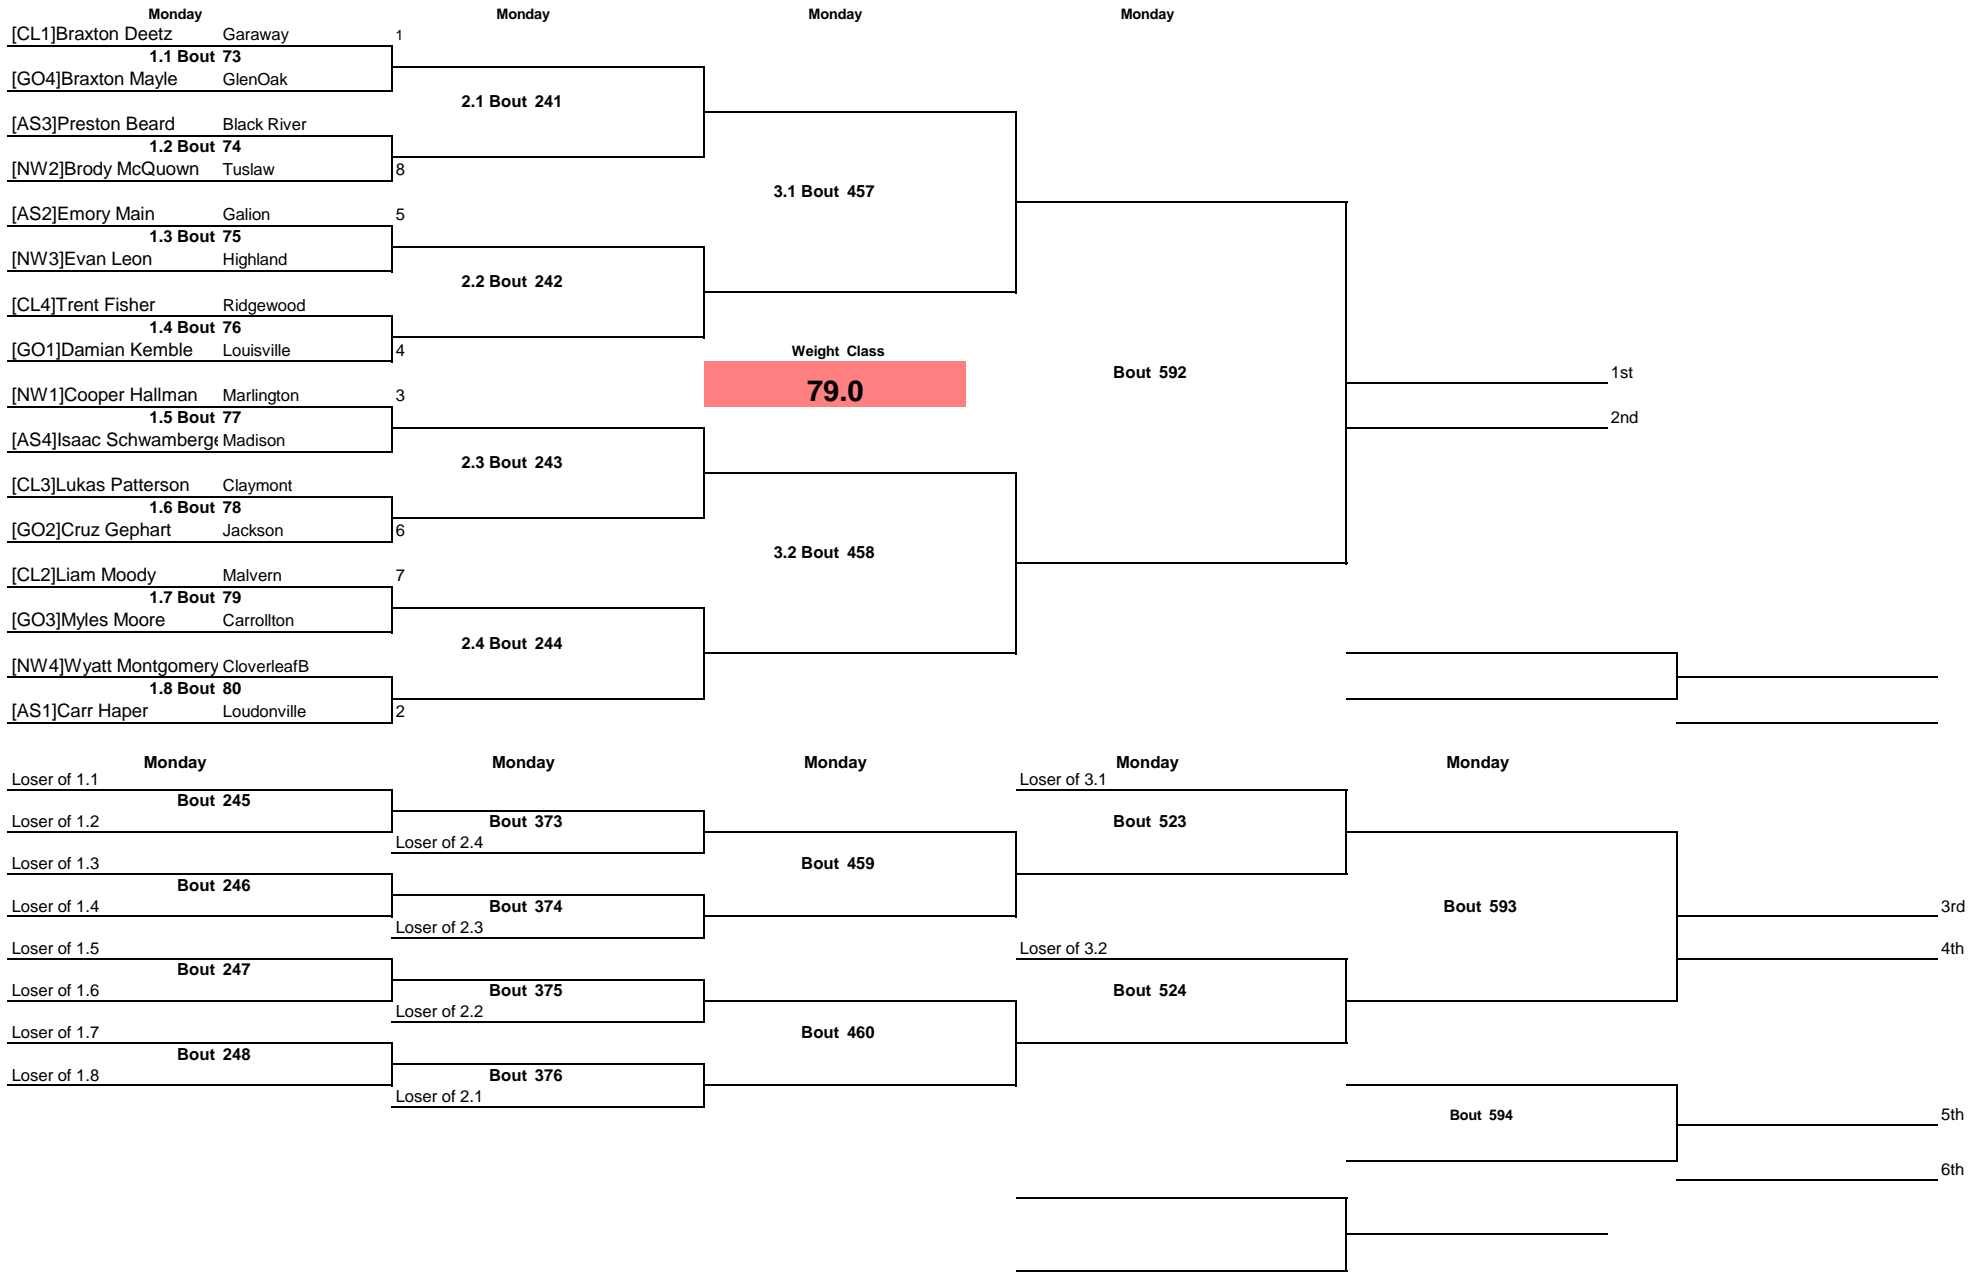 Monday Monday Monday Monday
[CL1]Braxton Deetz Garaway 1
1.1 Bout 73
[GO4]Braxton Mayle GlenOak
2.1 Bout 241
[AS3]Preston Beard Black River
1.2 Bout 74
[NW2]Brody McQuown Tuslaw 8
3.1 Bout 457
[AS2]Emory Main Galion 5
1.3 Bout 75
[NW3]Evan Leon Highland
2.2 Bout 242
[CL4]Trent Fisher Ridgewood
1.4 Bout 76
[GO1]Damian Kemble Louisville 4
Weight Class
Bout 592
1st
79.0
[NW1]Cooper Hallman Marlington 3
1.5 Bout 77
2nd
[AS4]Isaac Schwamberge Madison
2.3 Bout 243
[CL3]Lukas Patterson Claymont
1.6 Bout 78
[GO2]Cruz Gephart Jackson 6
3.2 Bout 458
[CL2]Liam Moody Malvern 7
1.7 Bout 79
[GO3]Myles Moore Carrollton
2.4 Bout 244
[NW4]Wyatt Montgomery CloverleafB
1.8 Bout 80
[AS1]Carr Haper Loudonville 2
Monday Monday Monday Monday Monday
Loser of 1.1 Loser of 3.1
Bout 245
Loser of 1.2 Bout 373 Bout 523
Loser of 2.4
Loser of 1.3 Bout 459
Bout 246
Loser of 1.4 Bout 374 Bout 593 3rd
Loser of 2.3
Loser of 1.5 Loser of 3.2 4th
Bout 247
Loser of 1.6 Bout 375 Bout 524
Loser of 2.2
Loser of 1.7 Bout 460
Bout 248
Loser of 1.8 Bout 376
Loser of 2.1
Bout 594 5th
6th